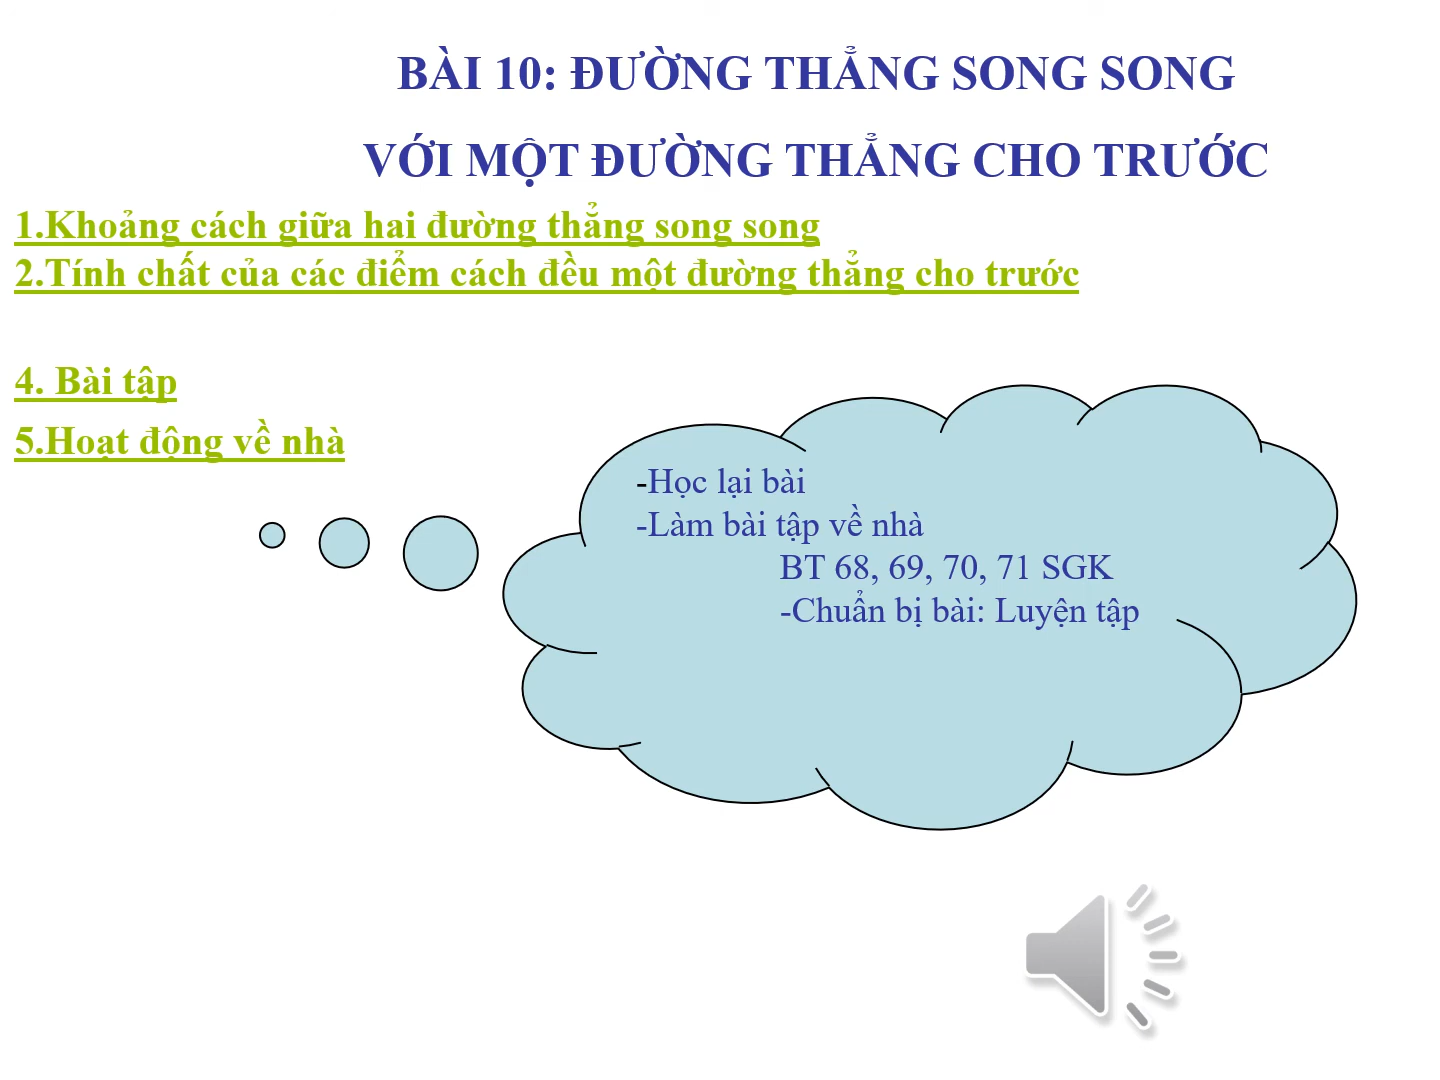 BÀI 10: ĐƯỜNG THẲNG SONG SONG
VỚI MỘT ĐƯỜNG THẲNG CHO TRƯỚC
1.Khoảng cách giữa hai đường thẳng song song
2.Tính chất của các điểm cách đều một đường thẳng cho trước
4. Bài tập
5.Hoạt động về nhà
-Học lại bài
-Làm bài tập về nhà
BT 68, 69, 70, 71 SGK
-Chuẩn bị bài: Luyện tập